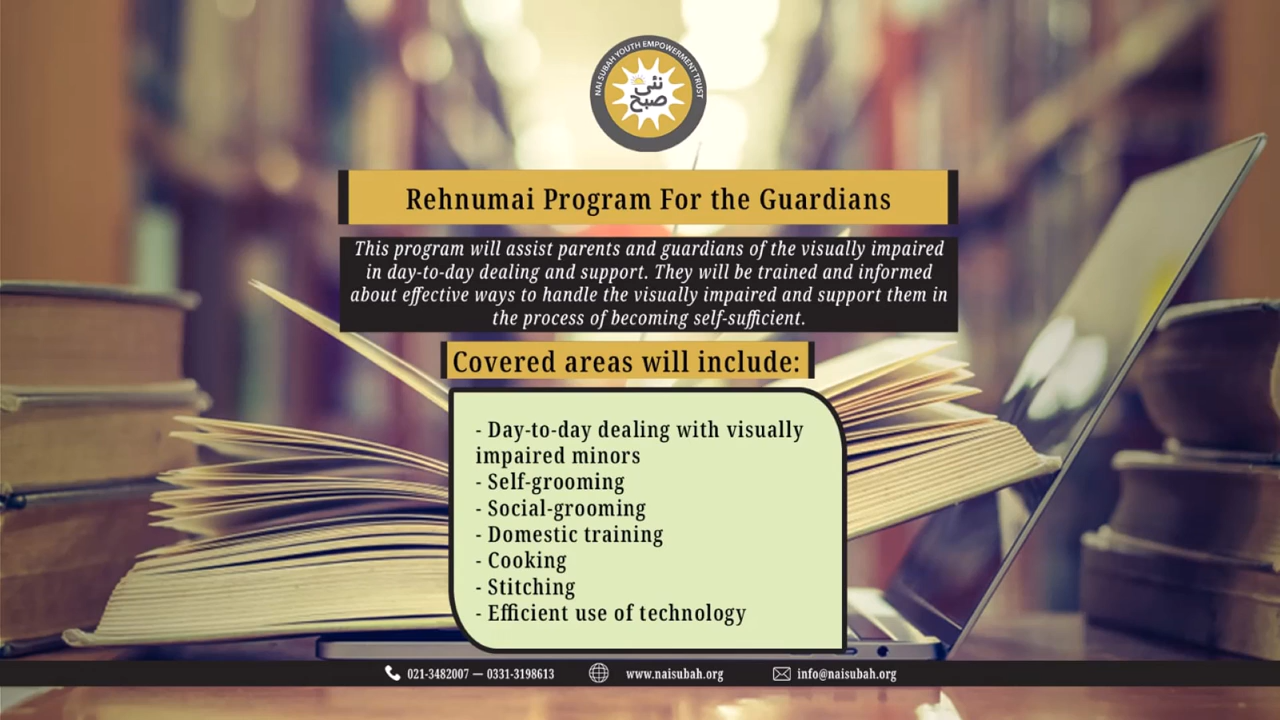 NAI SUBAH YOUTH EMPOWERMENT TRUST
نئی
صبح
Rehnumai Program For the Guardians
This program will assist parents and guardians of the visually impaired
in day-to-day dealing and support. They will be trained and informed
about effective ways to handle the visually impaired and support them in
the process of becoming self-sufficient.
Covered areas will include:
- Day-to-day dealing with visually
impaired minors
- Self-grooming
- Social-grooming
- Domestic training
- Cooking
- Stitching
- Efficient use of technology
021-3482007 — 0331-3198613 www.naisubah.org info@naisubah.org